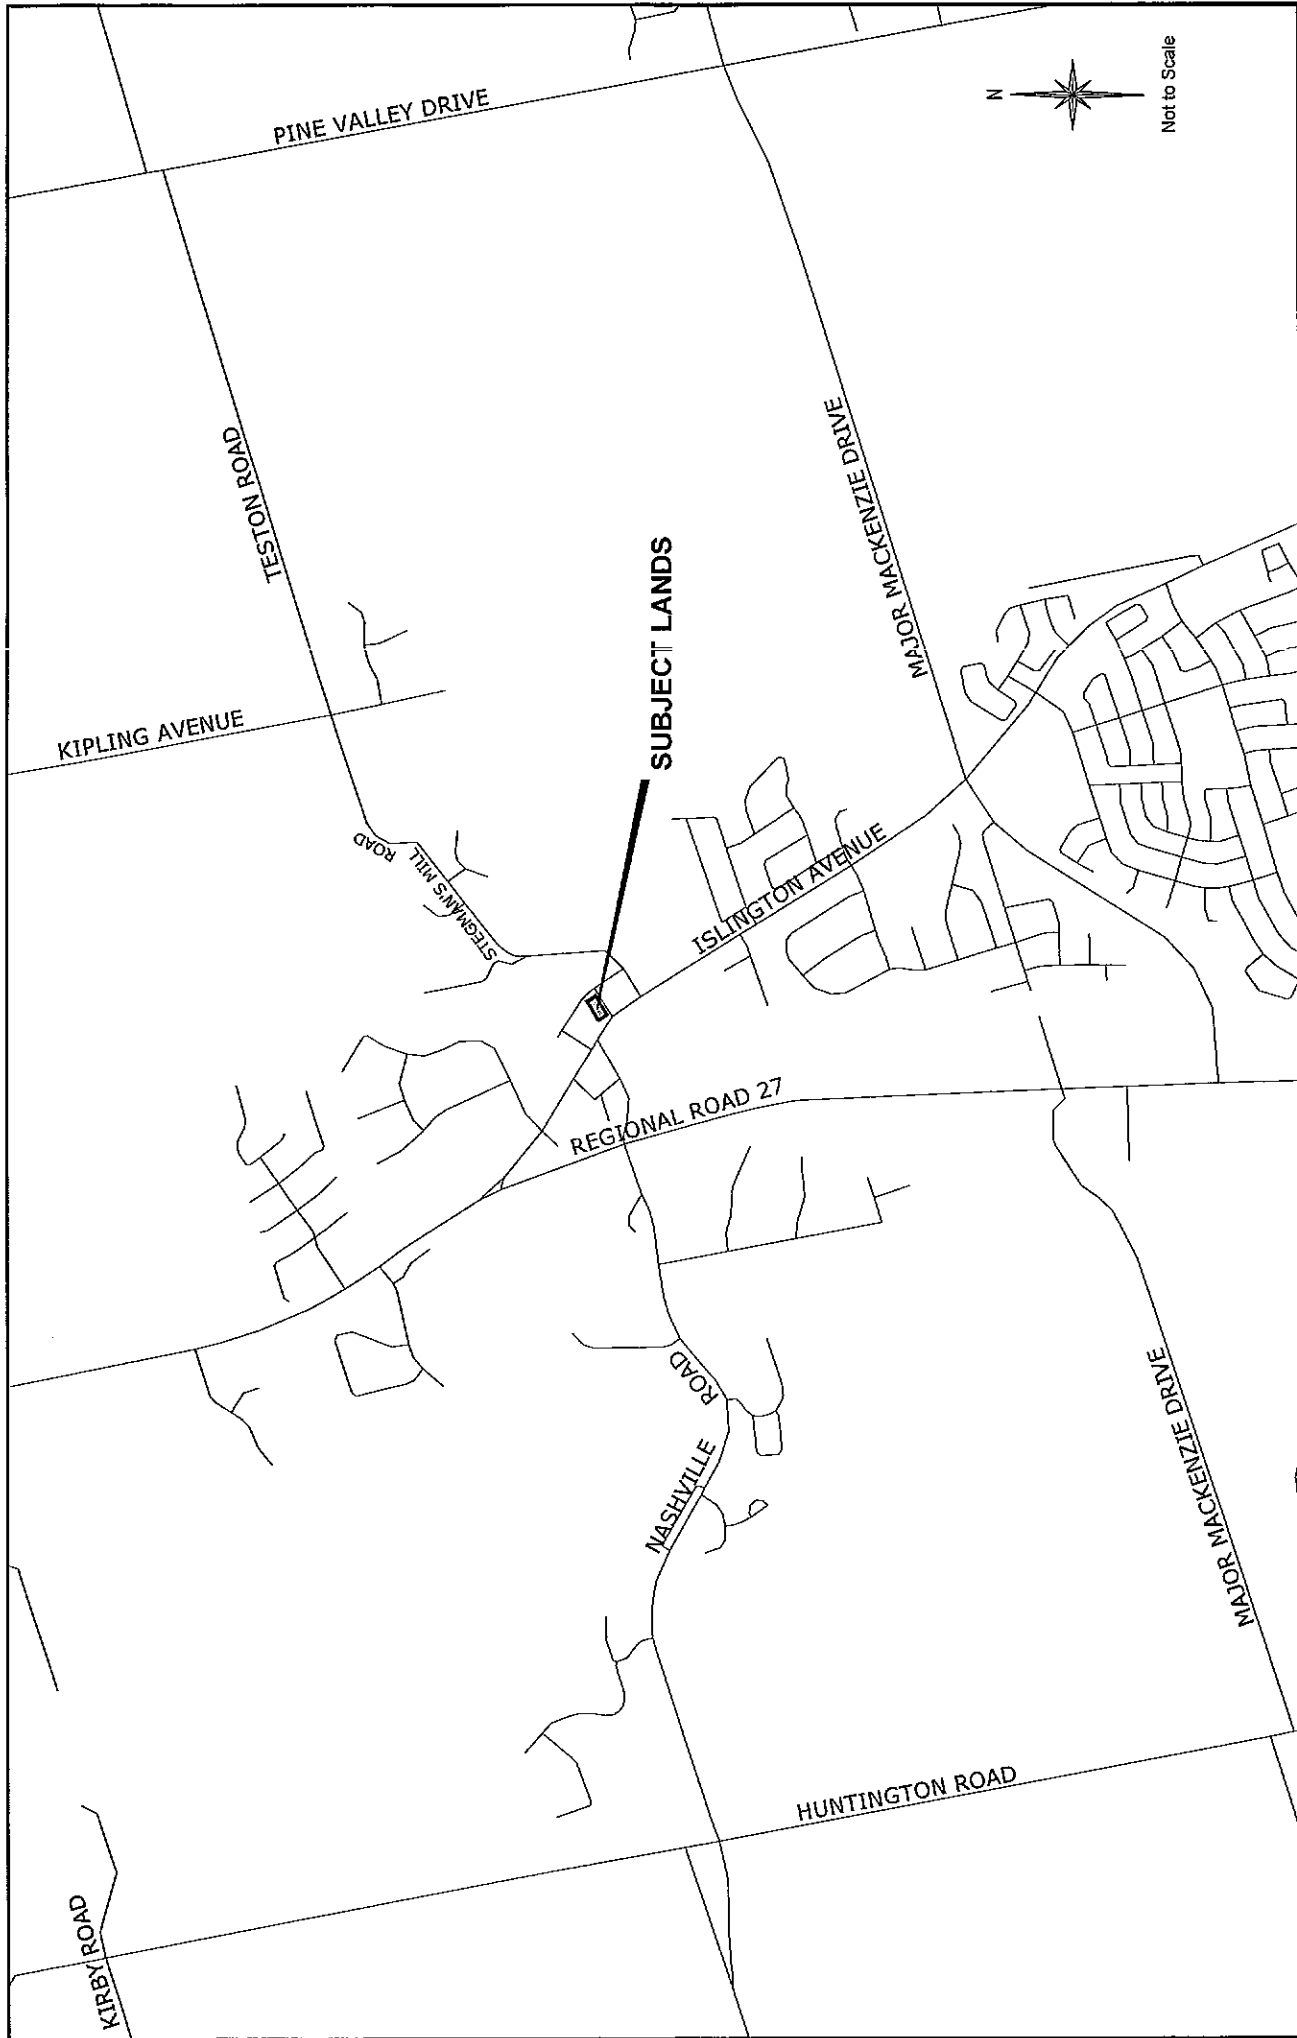 PINE VALLEY DRIVE
N
Not to Scale
TESTON ROAD
MAJOR MACKENZIE DRIVE
KIPLING AVENUE
SUBJECT LANDS
STEGMAN'S MILL
ROAD
ISLINGTON AVENUE
REGIONAL ROAD 27
NASHVILLE
ROAD
MAJOR MACKENZIE DRIVE
HUNTINGTON ROAD
KIRBY ROAD